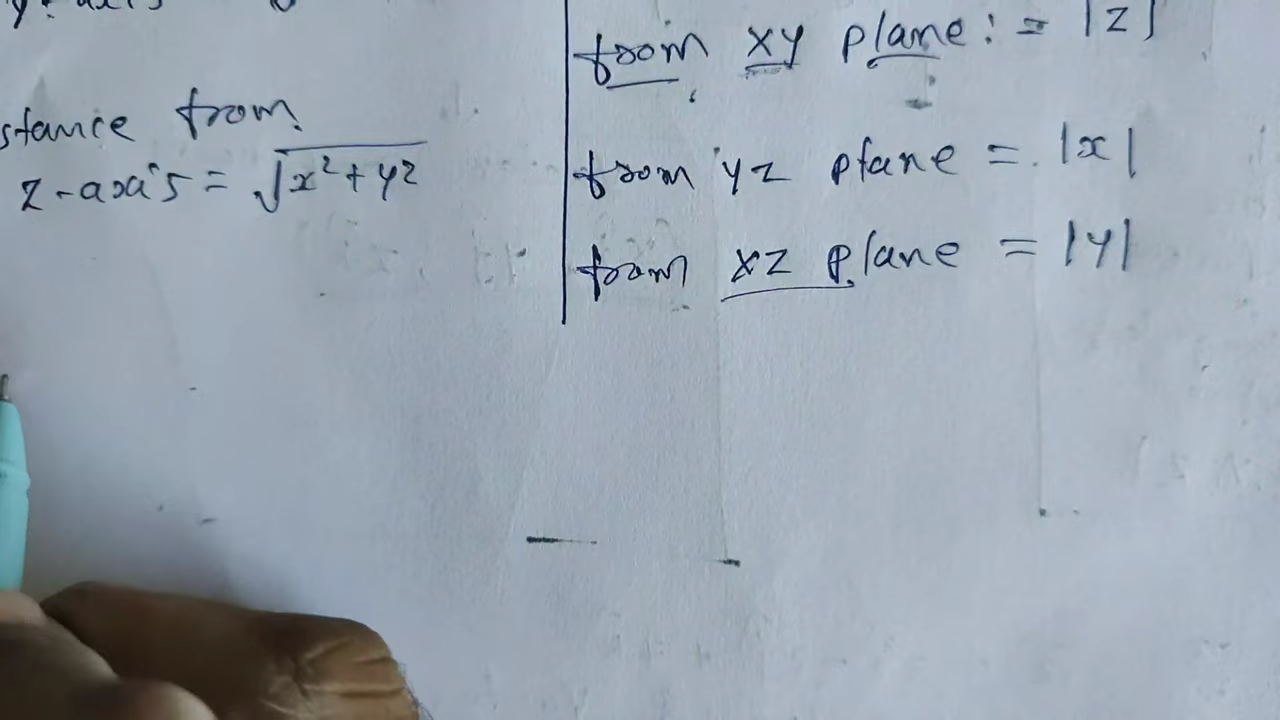 stance from
z-axis = √x²+y2
from xy plane: = |z|
from yz plane = |x|
from xz plane = |y|